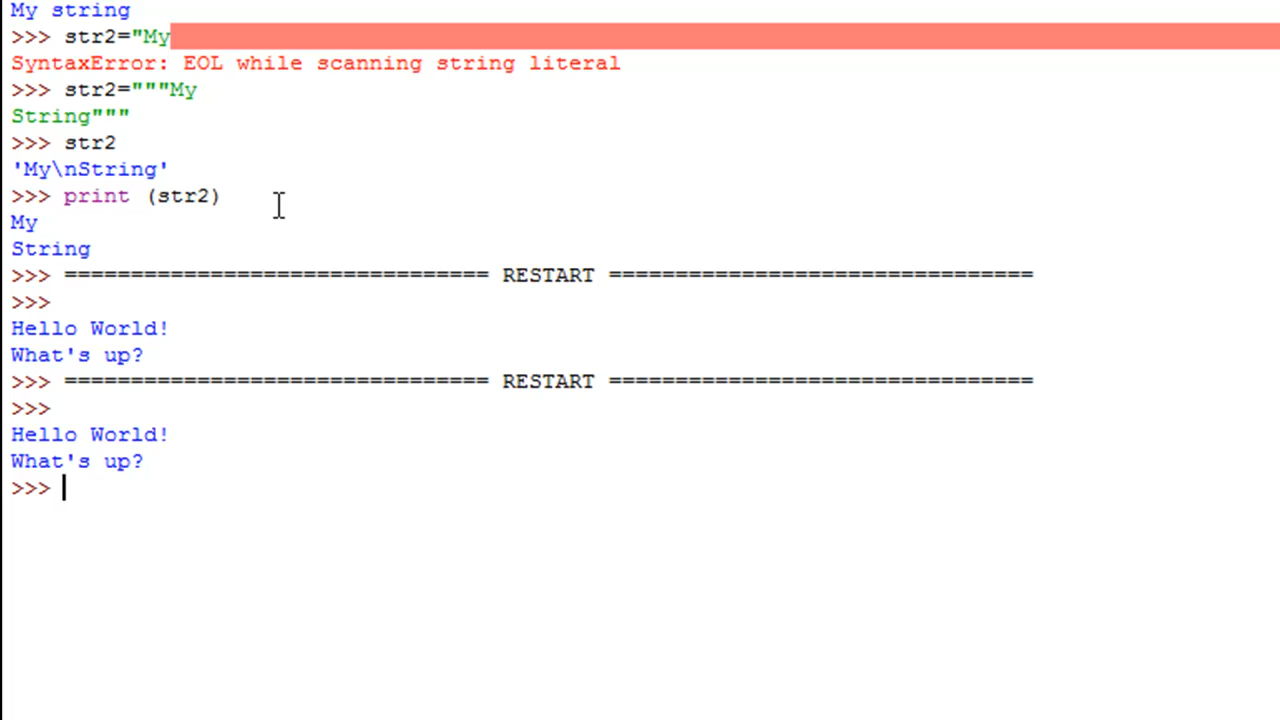 My string
>>> str2="My
SyntaxError: EOL while scanning string literal
>>> str2="""My
String"""
>>> str2
'My\nString'
>>> print (str2)
My
String
>>> ================================ RESTART ================================
>>>
Hello World!
What's up?
>>> ================================ RESTART ================================
>>>
Hello World!
What's up?
>>>